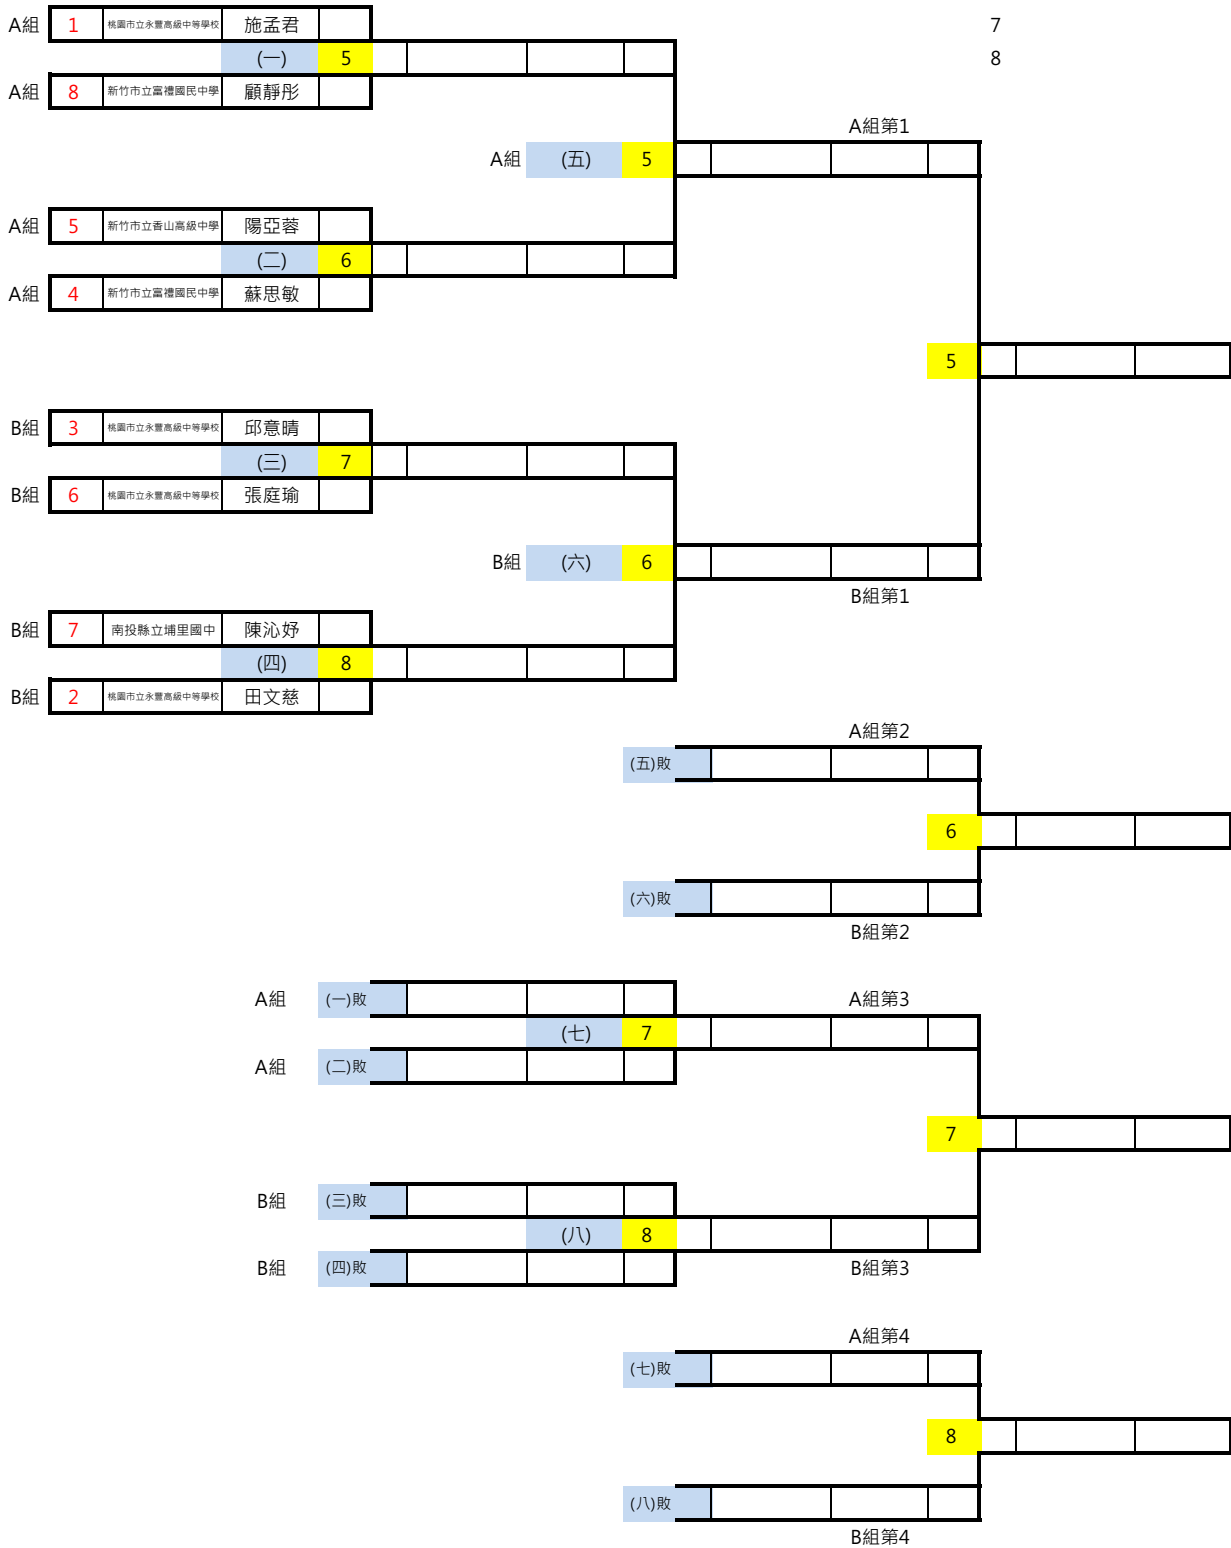 A組 1 桃園市立永豐高級中等學校 施孟君 7
(一) 5 8
A組 8 新竹市立富禮國民中學 顧靜彤
A組第1
A組 (五) 5
A組 5 新竹市立香山高級中學 陽亞蓉
(二) 6
A組 4 新竹市立富禮國民中學 蘇思敏
5
B組 3 桃園市立永豐高級中等學校 邱意晴
(三) 7
B組 6 桃園市立永豐高級中等學校 張庭瑜
B組 (六) 6
B組第1
B組 7 南投縣立埔里國中 陳沁妤
(四) 8
B組 2 桃園市立永豐高級中等學校 田文慈
A組第2
(五)敗
6
(六)敗
B組第2
A組 (一)敗 A組第3
(七) 7
A組 (二)敗
7
B組 (三)敗
(八) 8
B組 (四)敗 B組第3
A組第4
(七)敗
8
(八)敗
B組第4